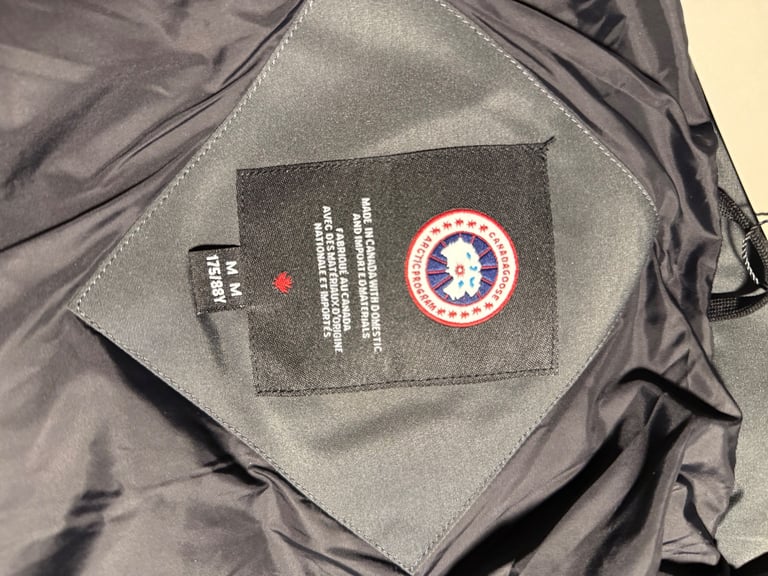 CANADA GOOSE
ARCTIC PROGRAM
MADE IN CANADA WITH DOMESTIC
AND IMPORTED MATERIALS
FABRIQUÉ AU CANADA
AVEC DES MATÉRIAUX D'ORIGINE
NATIONALE ET IMPORTÉS
M M
175/88Y